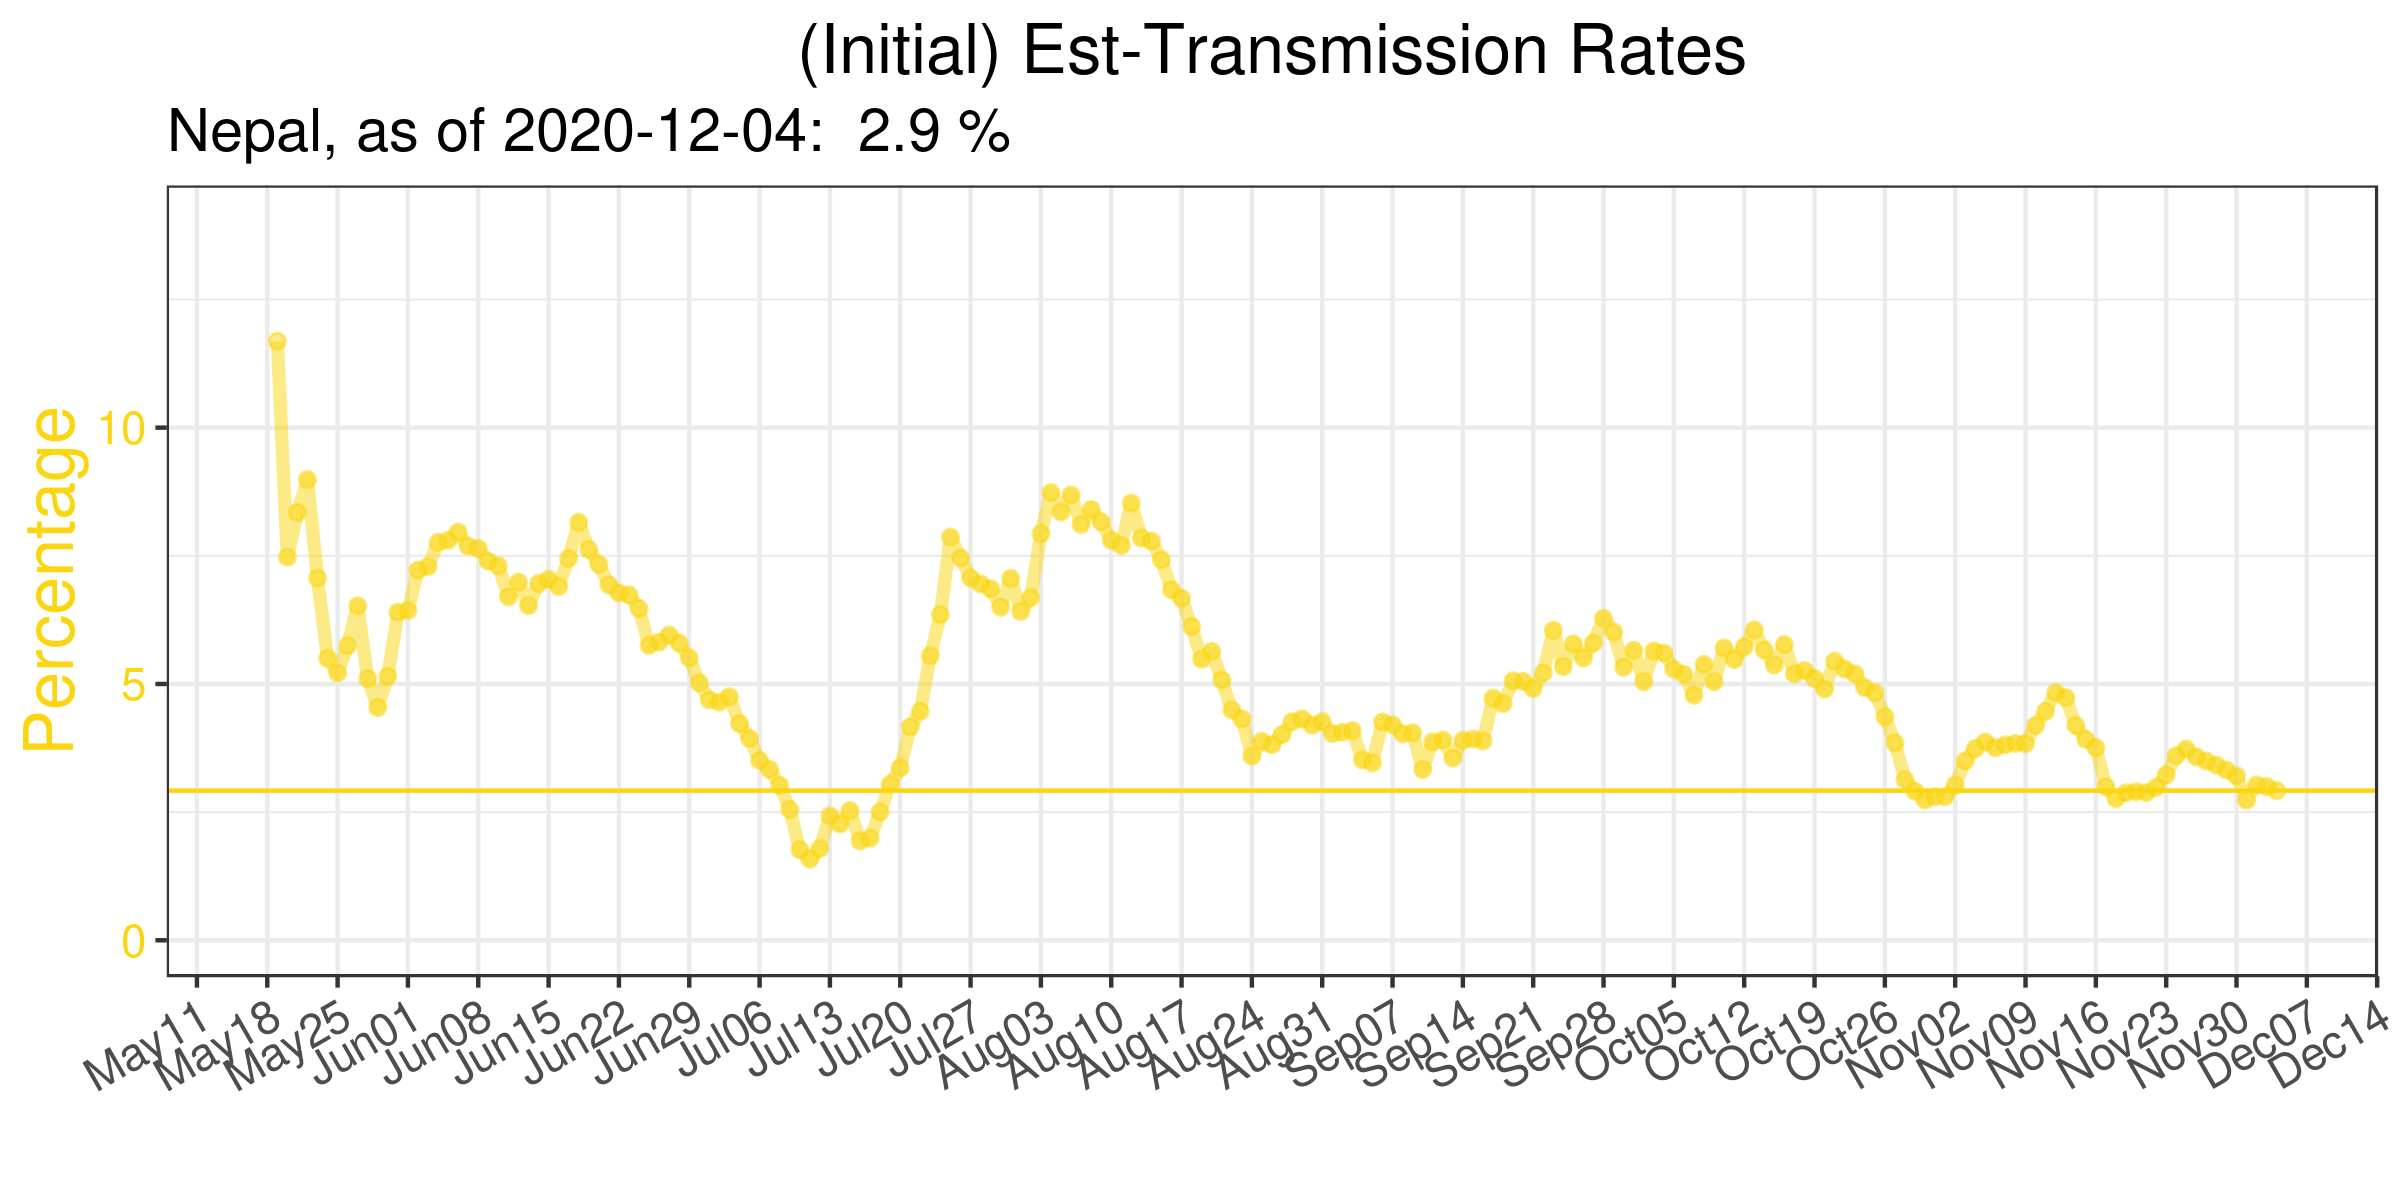 (Initial) Est-Transmission Rates
Nepal, as of 2020-12-04:  2.9 %
Percentage
10
5
0
May11
May18
May25
Jun01
Jun08
Jun15
Jun22
Jun29
Jul06
Jul13
Jul20
Jul27
Aug03
Aug10
Aug17
Aug24
Aug31
Sep07
Sep14
Sep21
Sep28
Oct05
Oct12
Oct19
Oct26
Nov02
Nov09
Nov16
Nov23
Nov30
Dec07
Dec14